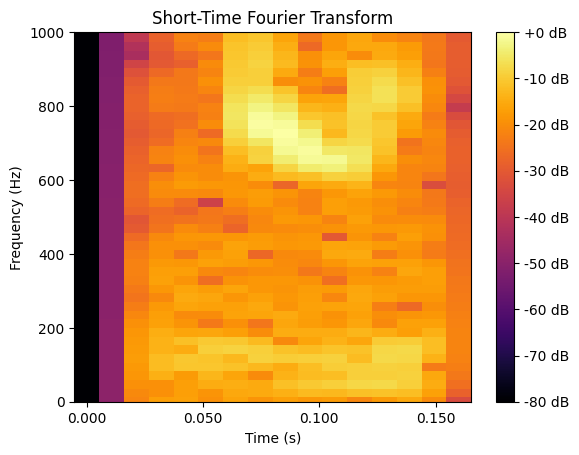 Short-Time Fourier Transform
Frequency (Hz)
1000
800
600
400
200
0
0.000
0.050
0.100
0.150
Time (s)
+0 dB
-10 dB
-20 dB
-30 dB
-40 dB
-50 dB
-60 dB
-70 dB
-80 dB